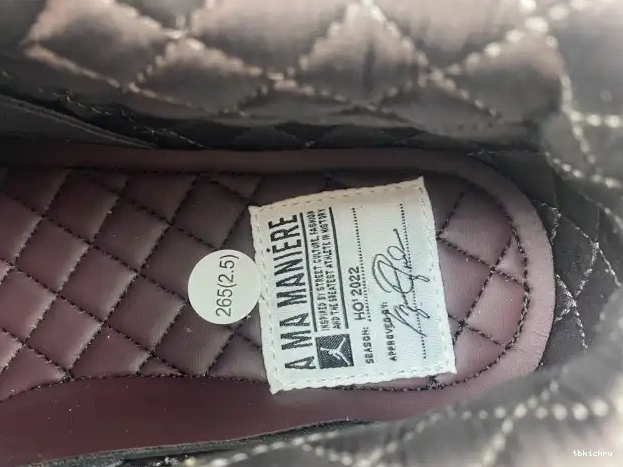 A MA MANIÉRE
INSPIRED BY STREET CULTURE, FASHION
AND THE GREATEST ATHLETE IN HISTORY
SEASON: HO' 2022
APPROVED BY:
265(2.5)
tbkichru